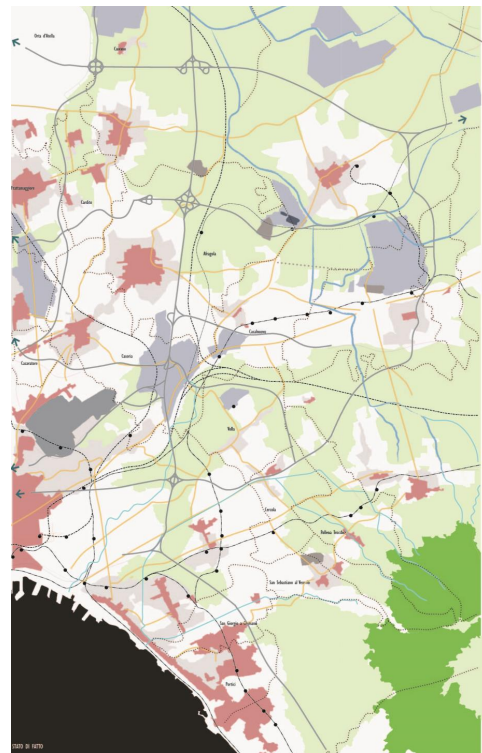 Orta d'Atella
Caivano
Frattamaggiore
Cardito
Afragola
Casalnuovo
Casoria
Casavatore
Volla
Cercola
Pollena Trocchia
San Sebastiano al Vesuvio
San Giorgio a Cremano
Portici
STATO DI FATTO